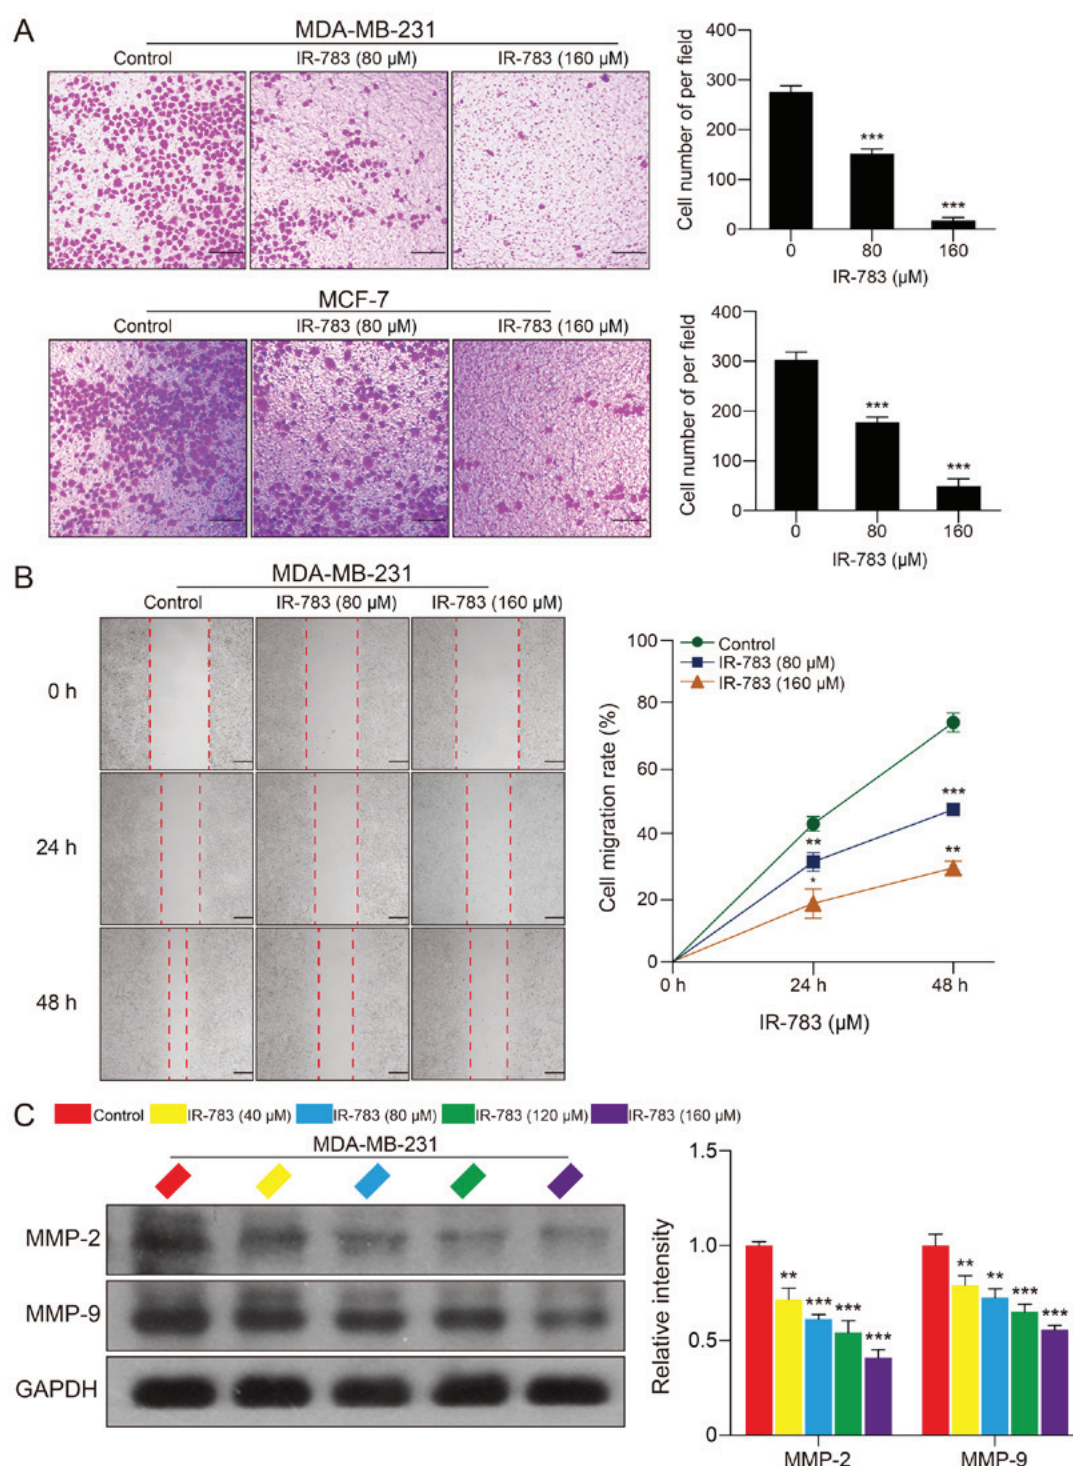 A
MDA-MB-231
Control IR-783 (80 μM) IR-783 (160 μM)
Cell number of per field
400
300
200
100
0
***
***
0 80 160
IR-783 (μM)
MCF-7
Control IR-783 (80 μM) IR-783 (160 μM)
Cell number of per field
400
300
200
100
0
***
***
0 80 160
IR-783 (μM)
B
MDA-MB-231
Control IR-783 (80 μM) IR-783 (160 μM)
0 h
24 h
48 h
Cell migration rate (%)
100
80
60
40
20
0
Control
IR-783 (80 μM)
IR-783 (160 μM)
**
*
***
**
0 h 24 h 48 h
IR-783 (μM)
C
Control IR-783 (40 μM) IR-783 (80 μM) IR-783 (120 μM) IR-783 (160 μM)
MDA-MB-231
MMP-2
MMP-9
GAPDH
Relative intensity
1.5
1.0
0.5
0
** *** *** ***
** ** *** ***
MMP-2 MMP-9